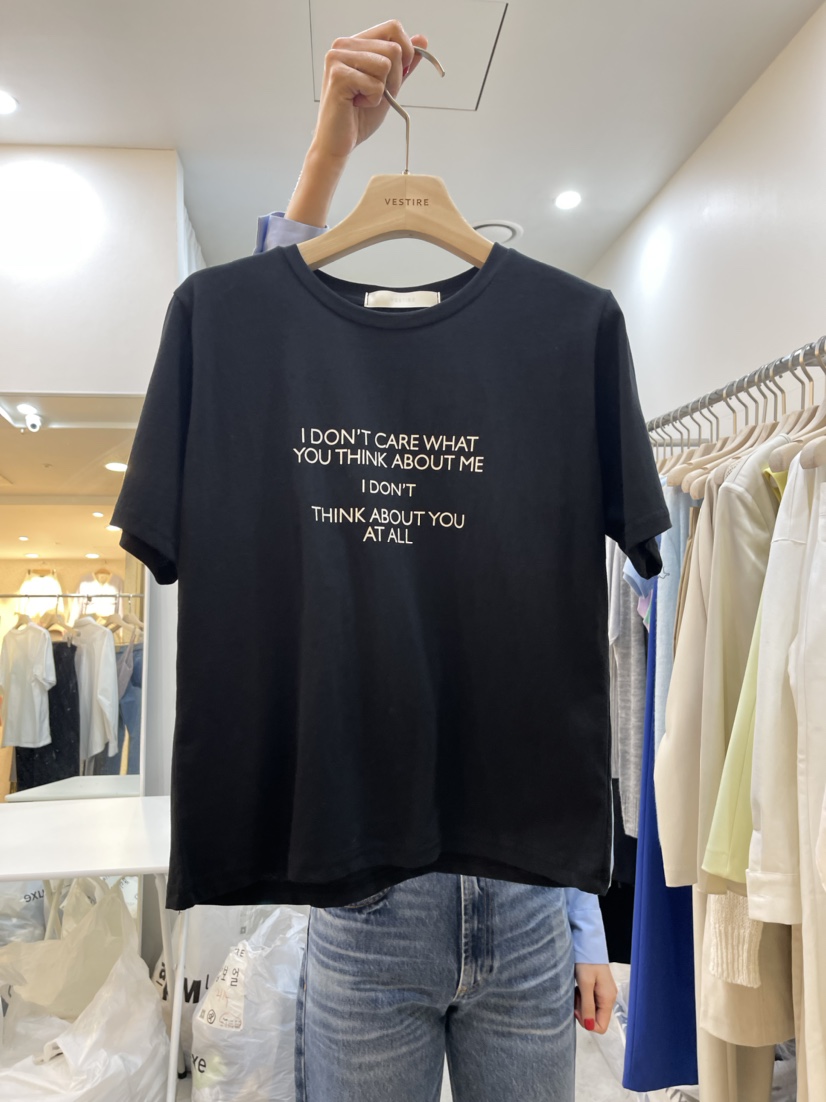 VESTIRE
I DON'T CARE WHAT
YOU THINK ABOUT ME
I DON'T
THINK ABOUT YOU
AT ALL